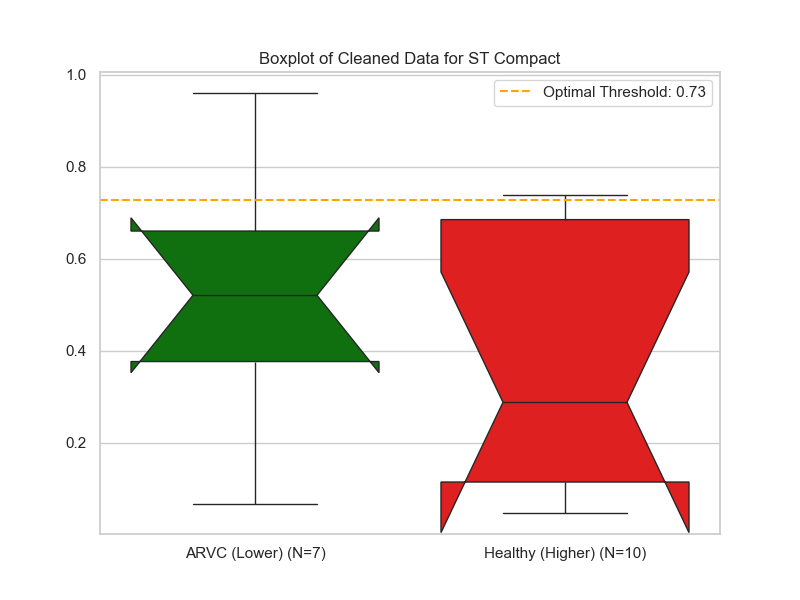 Boxplot of Cleaned Data for ST Compact
Optimal Threshold: 0.73
1.0
0.8
0.6
0.4
0.2
ARVC (Lower) (N=7)
Healthy (Higher) (N=10)